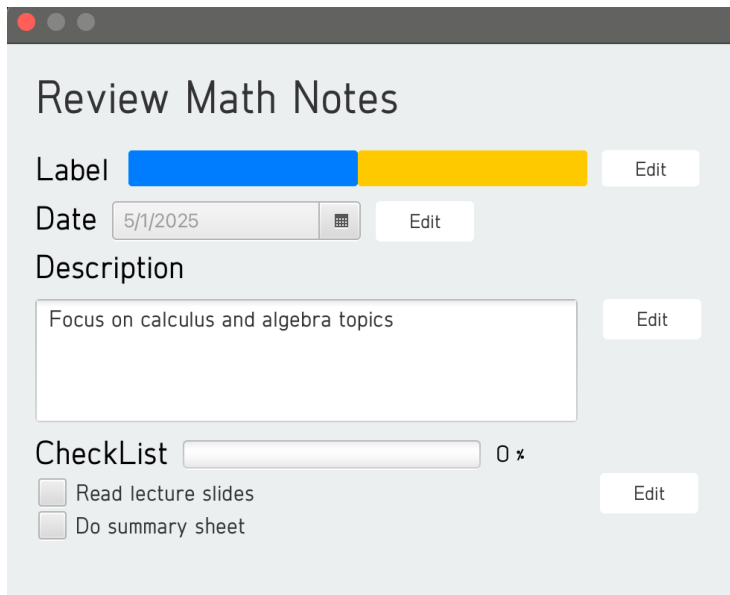 Review Math Notes
Label Edit
Date 5/1/2025 Edit
Description
Focus on calculus and algebra topics Edit
CheckList 0 %
Read lecture slides Edit
Do summary sheet